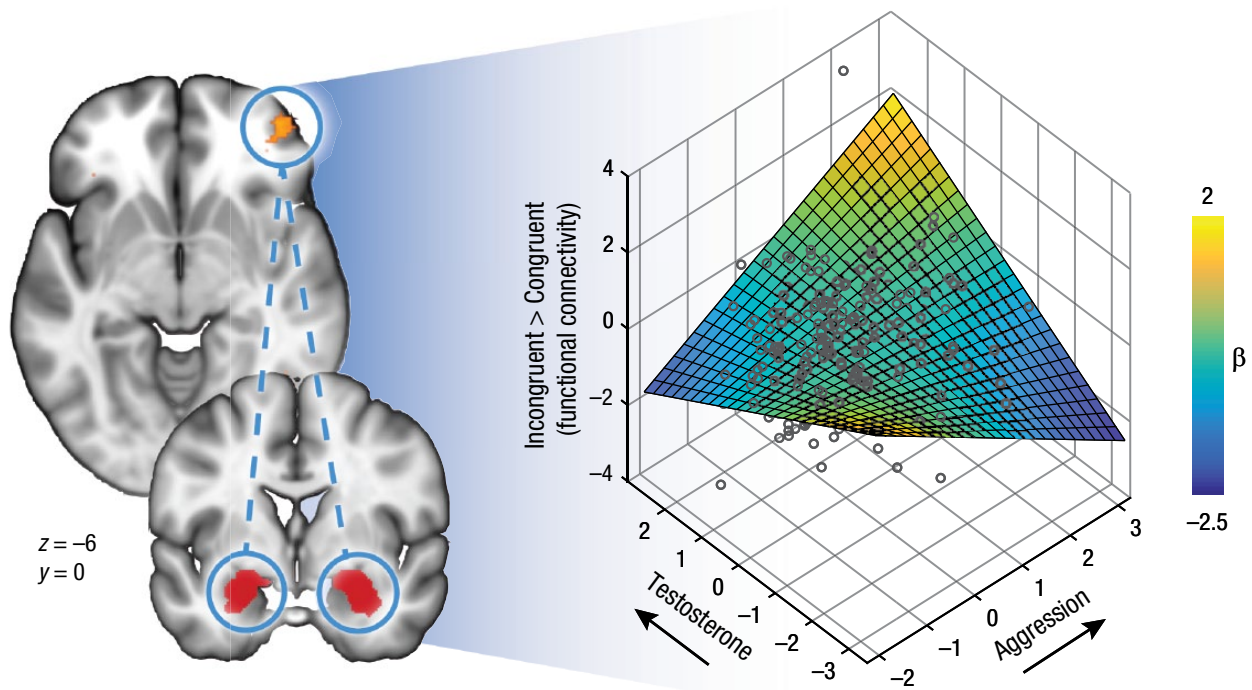 z = –6
y = 0
Incongruent > Congruent
(functional connectivity)
4
2
0
–2
–4
2
1
0
–1
–2
–3
Testosterone
–2
–1
0
1
2
3
Aggression
2
β
–2.5